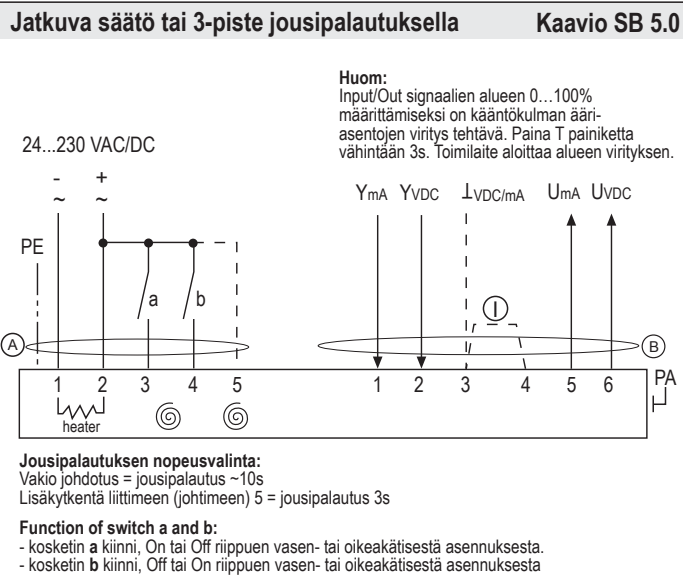 Jatkuva säätö tai 3-piste jousipalautuksella Kaavio SB 5.0
Huom:
Input/Out signaalien alueen 0…100%
määrittämiseksi on kääntökulman ääri-
asentojen viritys tehtävä. Paina T painiketta
vähintään 3s. Toimilaite aloittaa alueen virityksen.
24...230 VAC/DC
- +
~ ~
YmA YVDC ⊥VDC/mA UmA UVDC
PE
a b
I
A B
1 2 3 4 5 1 2 3 4 5 6 PA
heater
Jousipalautuksen nopeusvalinta:
Vakio johdotus = jousipalautus ~10s
Lisäkytkentä liittimeen (johtimeen) 5 = jousipalautus 3s
Function of switch a and b:
- kosketin a kiinni, On tai Off riippuen vasen- tai oikeakätisestä asennuksesta.
- kosketin b kiinni, Off tai On riippuen vasen- tai oikeakätisestä asennuksesta